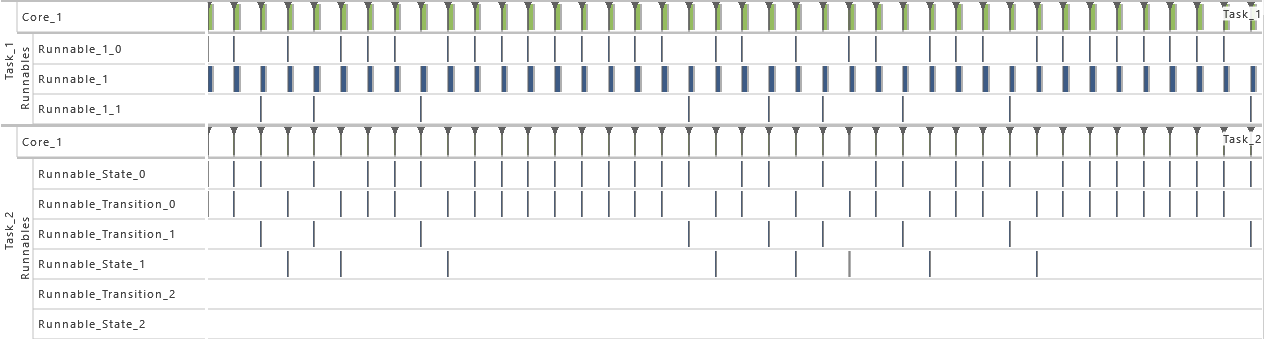 Core_1
Task_1
Task_1
Runnables
Runnable_1_0
Runnable_1
Runnable_1_1
Core_1
Task_2
Task_2
Runnables
Runnable_State_0
Runnable_Transition_0
Runnable_Transition_1
Runnable_State_1
Runnable_Transition_2
Runnable_State_2